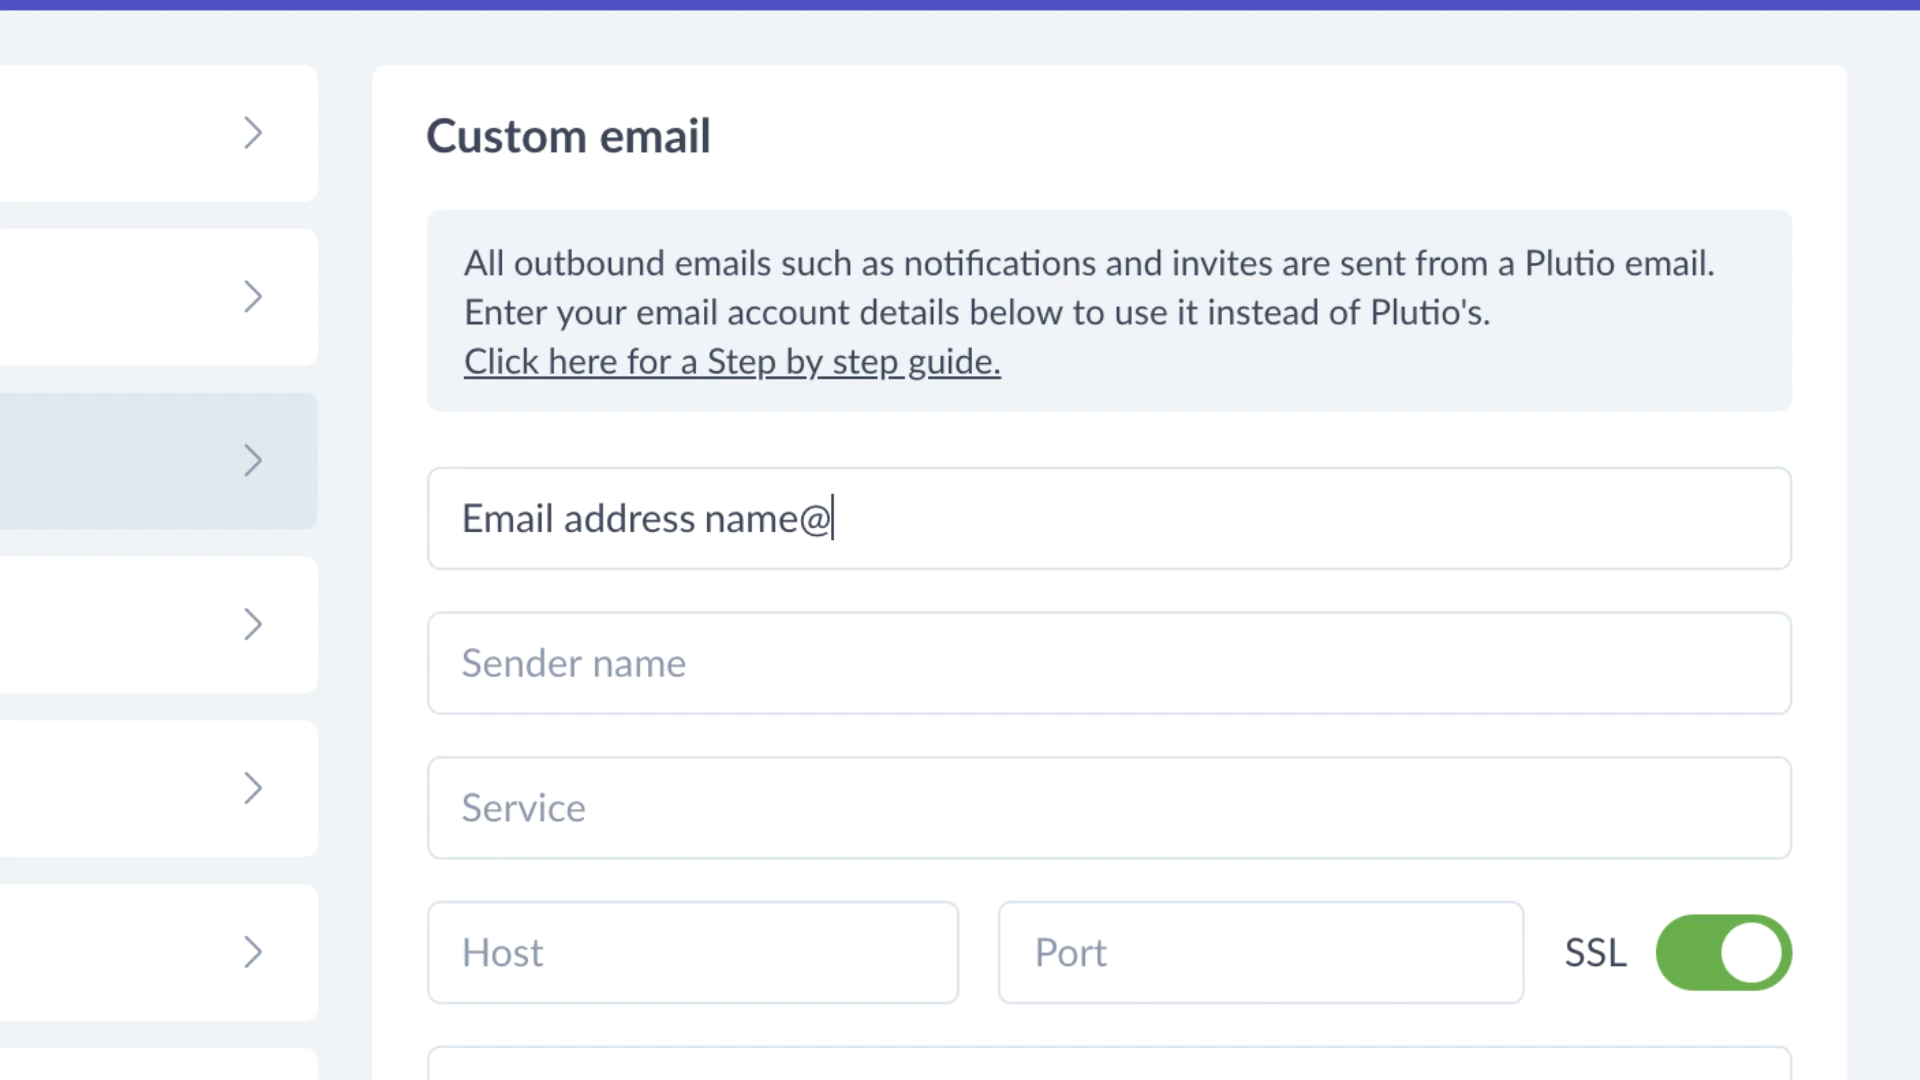 Custom email
All outbound emails such as notifications and invites are sent from a Plutio email.
Enter your email account details below to use it instead of Plutio's.
Click here for a Step by step guide.
Email address name@
Sender name
Service
Host
Port
SSL